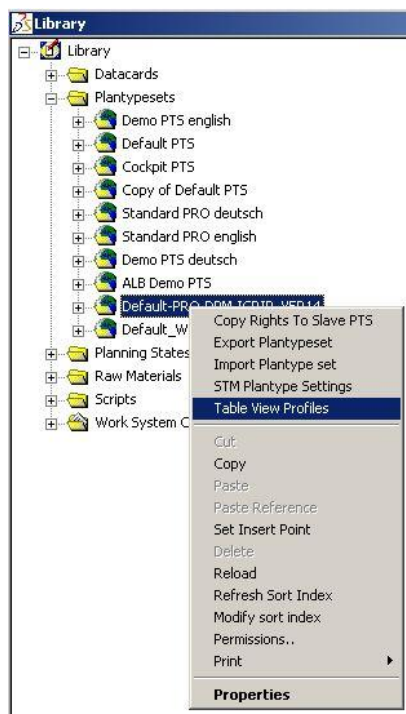 Library
Library
Datacards
Plantypesets
Demo PTS english
Default PTS
Cockpit PTS
Copy of Default PTS
Standard PRO deutsch
Standard PRO english
Demo PTS deutsch
ALB Demo PTS
Default_W
Planning States
Raw Materials
Scripts
Work System C
Copy Rights To Slave PTS
Export Plantypeset
Import Plantype set
STM Plantype Settings
Table View Profiles
Cut
Copy
Paste
Paste Reference
Set Insert Point
Delete
Reload
Refresh Sort Index
Modify sort index
Permissions..
Print
Properties